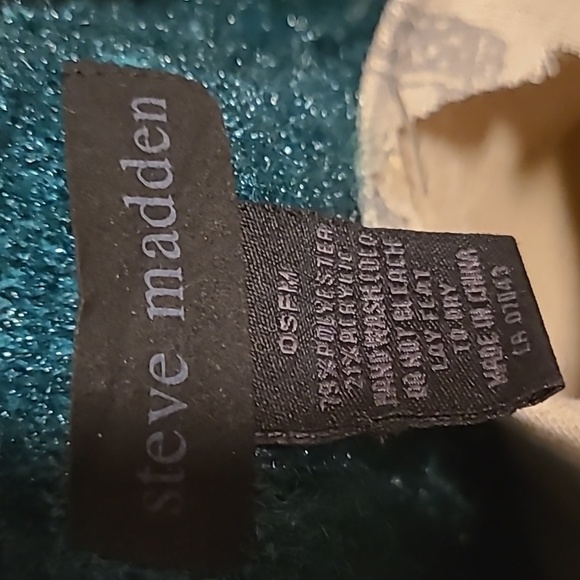 steve madden
OSFM
79%POLYESTER
21%ACRYLIC
HAND WASH COLD
DO NOT BLEACH
LAY FLAT
TO DRY
MADE IN CHINA